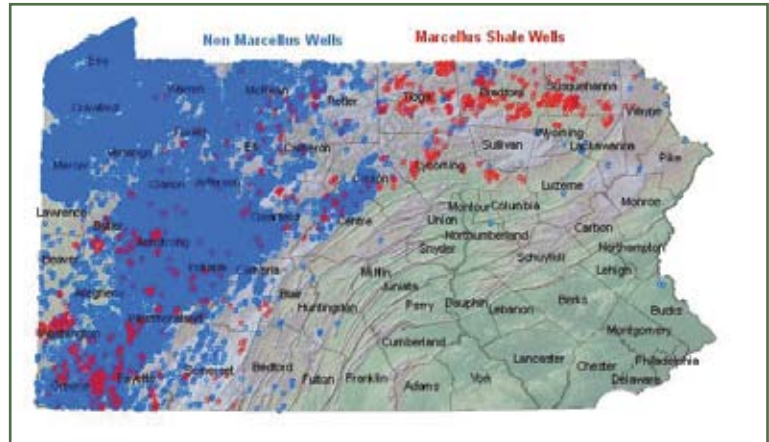 Non Marcellus Wells Marcellus Shale Wells
Erie
Crawford Warren McKean Potter Tioga Bradford Susquehanna Wayne
Forest
Mercer Venango Elk Cameron Sullivan Wyoming Lackawanna Pike
Clarion Jefferson Clinton Lycoming Luzerne
Lawrence Butler Clearfield Centre Union Montour Columbia Monroe
Armstrong Northumberland Carbon
Beaver Indiana Cambria Snyder Schuylkill Northampton
Mifflin Lehigh
Allegheny Blair Juniata
Westmoreland Huntingdon Perry Dauphin Lebanon Berks Bucks
Washington Cumberland Montgomery
Greene Fayette Somerset Bedford Fulton Franklin Adams York Lancaster Chester Philadelphia
Delaware